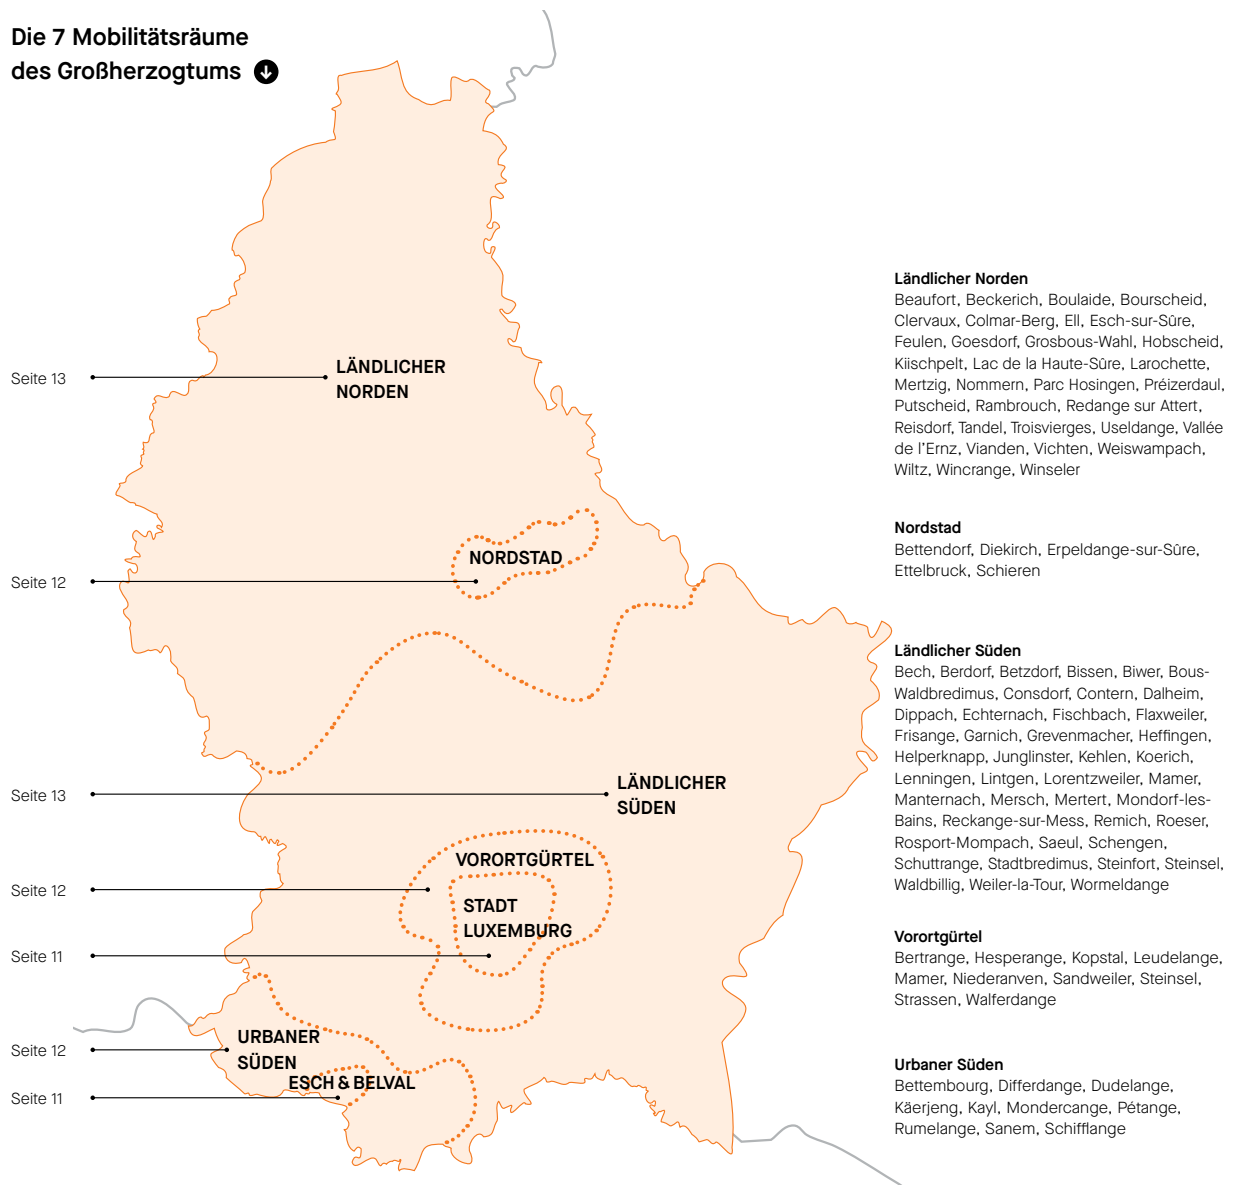 Die 7 Mobilitätsräume
des Großherzogtums
LÄNDLICHER
NORDEN
Seite 13
NORDSTAD
Seite 12
LÄNDLICHER
SÜDEN
Seite 13
VORORTGÜRTEL
Seite 12
STADT
LUXEMBURG
Seite 11
URBANER
SÜDEN
Seite 12
ESCH & BELVAL
Seite 11
Ländlicher Norden
Beaufort, Beckerich, Boulaide, Bourscheid,
Clervaux, Colmar-Berg, Ell, Esch-sur-Sûre,
Feulen, Goesdorf, Grosbous-Wahl, Hobscheid,
Kiischpelt, Lac de la Haute-Sûre, Larochette,
Mertzig, Nommern, Parc Hosingen, Préizerdaul,
Putscheid, Rambrouch, Redange sur Attert,
Reisdorf, Tandel, Troisvierges, Useldange, Vallée
de l'Ernz, Vianden, Vichten, Weiswampach,
Wiltz, Wincrange, Winseler
Nordstad
Bettendorf, Diekirch, Erpeldange-sur-Sûre,
Ettelbruck, Schieren
Ländlicher Süden
Bech, Berdorf, Betzdorf, Bissen, Biwer, Bous-
Waldbredimus, Consdorf, Contern, Dalheim,
Dippach, Echternach, Fischbach, Flaxweiler,
Frisange, Garnich, Grevenmacher, Heffingen,
Helperknapp, Junglinster, Kehlen, Koerich,
Lenningen, Lintgen, Lorentzweiler, Mamer,
Manternach, Mersch, Mertert, Mondorf-les-
Bains, Reckange-sur-Mess, Remich, Roeser,
Rosport-Mompach, Saeul, Schengen,
Schuttrange, Stadtbredimus, Steinfort, Steinsel,
Waldbillig, Weiler-la-Tour, Wormeldange
Vorortgürtel
Bertrange, Hesperange, Kopstal, Leudelange,
Mamer, Niederanven, Sandweiler, Steinsel,
Strassen, Walferdange
Urbaner Süden
Bettembourg, Differdange, Dudelange,
Käerjeng, Kayl, Mondercange, Pétange,
Rumelange, Sanem, Schifflange